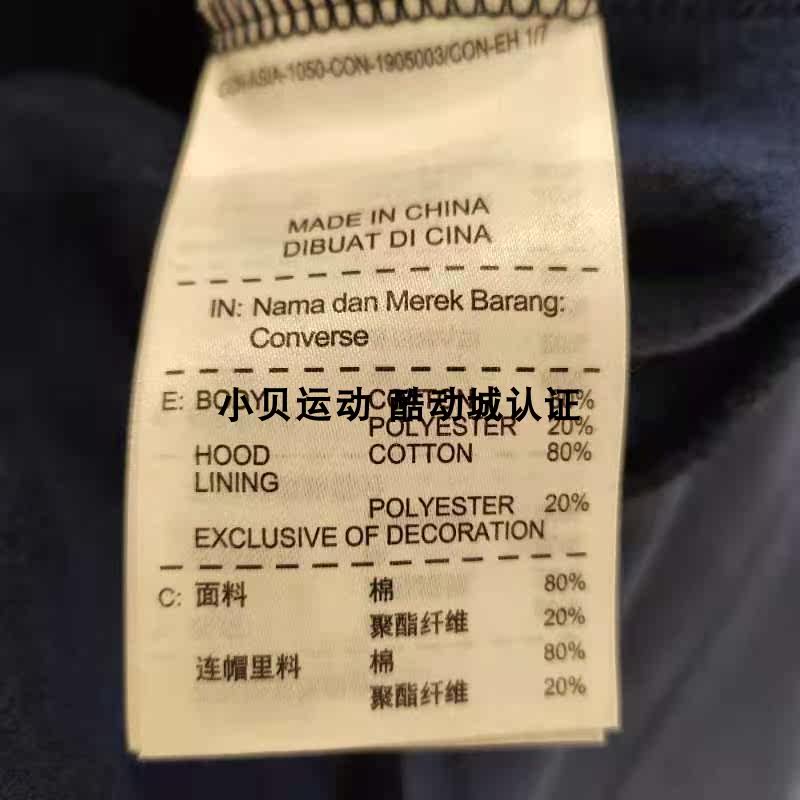 ASIA-1050-CON-1905003/CON-EH 1/7
MADE IN CHINA
DIBUAT DI CINA
IN: Nama dan Merek Barang:
Converse
E: BODY COTTON %
小贝运动 酷动城认证
POLYESTER 20%
HOOD COTTON 80%
LINING
POLYESTER 20%
EXCLUSIVE OF DECORATION
C: 面料 棉 80%
聚酯纤维 20%
连帽里料 棉 80%
聚酯纤维 20%